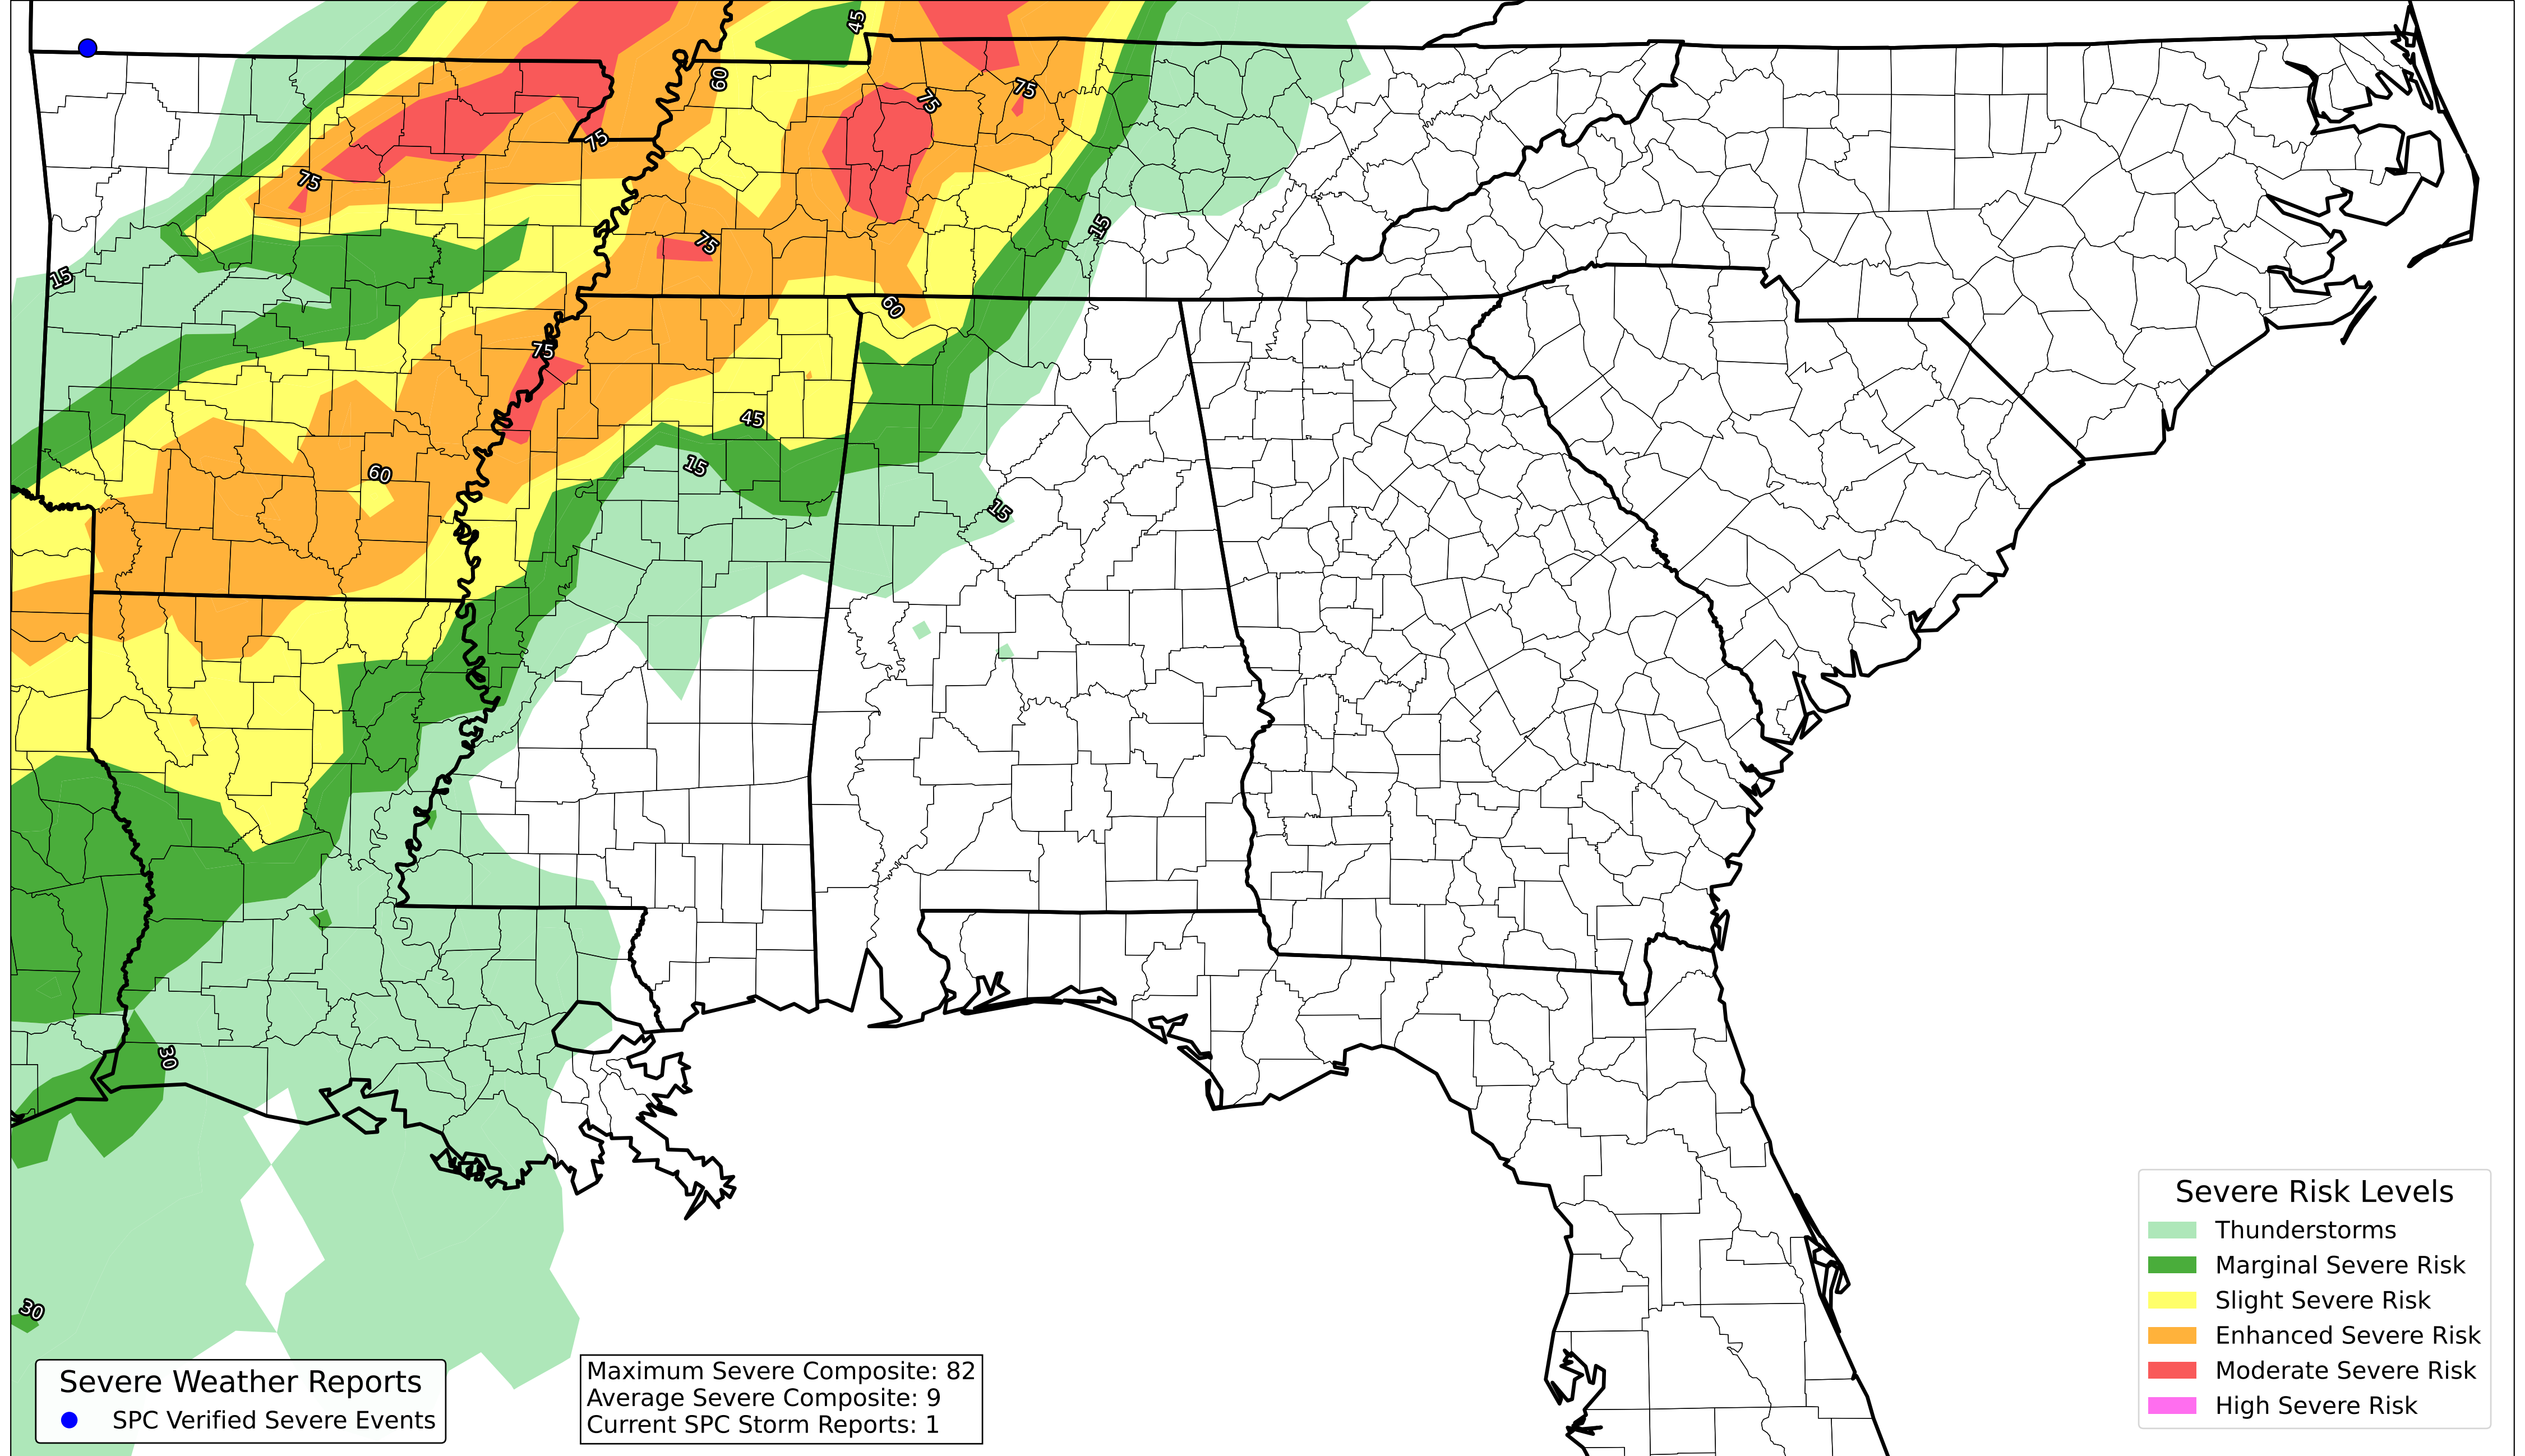 45
60
75
75
75
75
15
75
15
60
75
45
15
60
15
30
30
Severe Risk Levels
Thunderstorms
Marginal Severe Risk
Slight Severe Risk
Enhanced Severe Risk
Moderate Severe Risk
High Severe Risk
Severe Weather Reports
SPC Verified Severe Events
Maximum Severe Composite: 82
Average Severe Composite: 9
Current SPC Storm Reports: 1